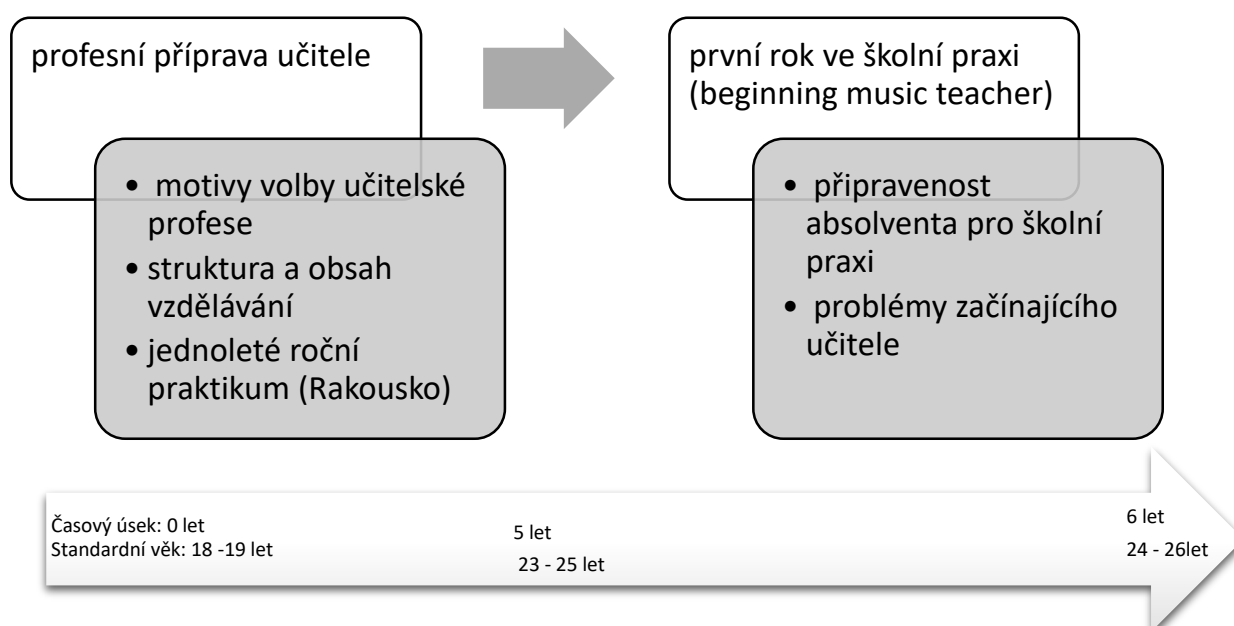 profesní příprava učitele
• motivy volby učitelské
profese
• struktura a obsah
vzdělávání
• jednoleté roční
praktikum (Rakousko)
první rok ve školní praxi
(beginning music teacher)
• připravenost
absolventa pro školní
praxi
• problémy začínajícího
učitele
Časový úsek: 0 let
Standardní věk: 18 -19 let
5 let
23 - 25 let
6 let
24 - 26let